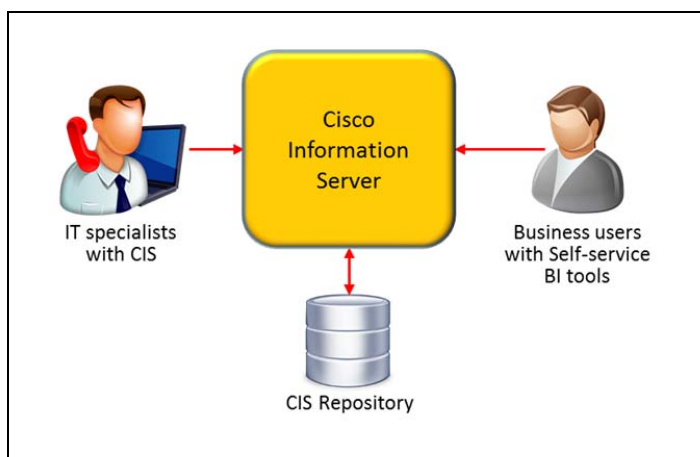 Cisco
Information
Server
IT specialists
with CIS
Business users
with Self-service
BI tools
CIS Repository